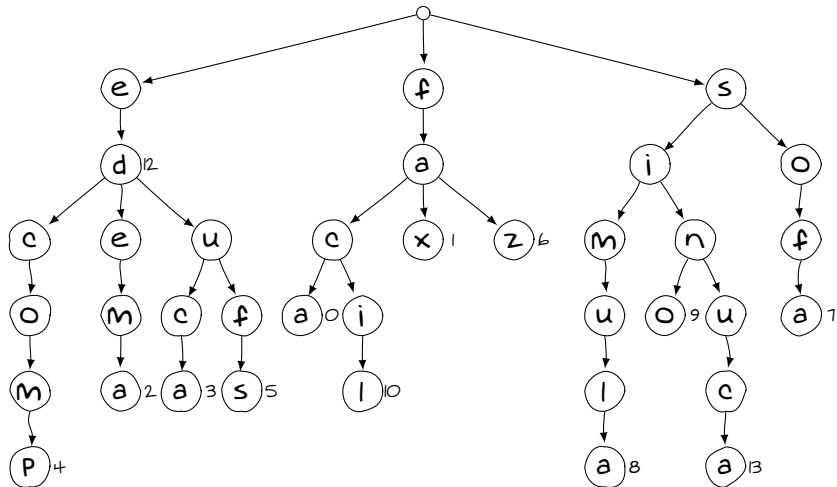 e f s
d 12 a i o
c e u c x 1 z 6 m n f
o m c f a 0 i u o 9 u a 7
m a 2 a 3 s 5 l 10 l c
p 4 a 8 a 13